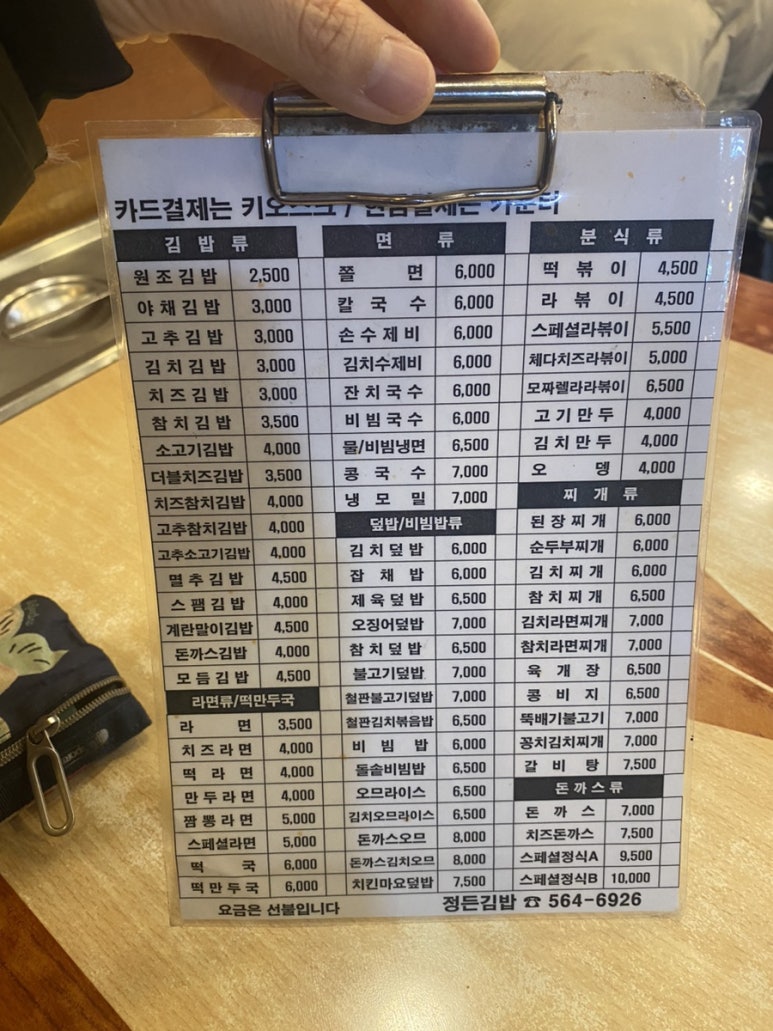 카드결제는 키오스크 / 현금결제는 카운터
김밥류
원조김밥 2,500
야채김밥 3,000
고추김밥 3,000
김치김밥 3,000
치즈김밥 3,000
참치김밥 3,500
소고기김밥 4,000
더블치즈김밥 3,500
치즈참치김밥 4,000
고추참치김밥 4,000
고추소고기김밥 4,000
멸추김밥 4,500
스팸김밥 4,000
계란말이김밥 4,500
돈까스김밥 4,000
모듬김밥 4,500
라면류/떡만두국
라면 3,500
치즈라면 4,000
떡라면 4,000
만두라면 4,000
짬뽕라면 5,000
스페셜라면 5,000
떡국 6,000
떡만두국 6,000
면류
쫄면 6,000
칼국수 6,000
손수제비 6,000
김치수제비 6,000
잔치국수 6,000
비빔국수 6,000
물/비빔냉면 6,500
콩국수 7,000
냉모밀 7,000
덮밥/비빔밥류
김치덮밥 6,000
잡채밥 6,000
제육덮밥 6,500
오징어덮밥 7,000
참치덮밥 6,500
불고기덮밥 7,000
철판불고기덮밥 7,000
철판김치볶음밥 6,500
비빔밥 6,000
돌솥비빔밥 6,500
오므라이스 6,500
김치오므라이스 6,500
돈까스오므 8,000
돈까스김치오므 8,000
치킨마요덮밥 7,500
분식류
떡볶이 4,500
라볶이 4,500
스페셜라볶이 5,500
체다치즈라볶이 5,000
모짜렐라라볶이 6,500
고기만두 4,000
김치만두 4,000
오뎅 4,000
찌개류
된장찌개 6,000
순두부찌개 6,000
김치찌개 6,000
참치찌개 6,500
김치라면찌개 7,000
참치라면찌개 7,000
육개장 6,500
콩비지 6,500
뚝배기불고기 7,000
꽁치김치찌개 7,000
갈비탕 7,500
돈까스류
돈까스 7,000
치즈돈까스 7,500
스페셜정식A 9,500
스페셜정식B 10,000
요금은 선불입니다
정든김밥 ☎ 564-6926